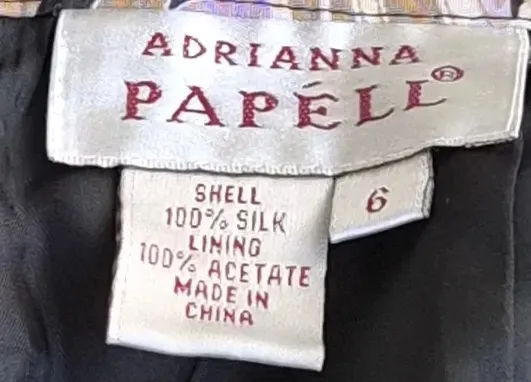 ADRIANNA
PAPÉLL®
SHELL
100% SILK
LINING
100% ACETATE
MADE IN
CHINA
6